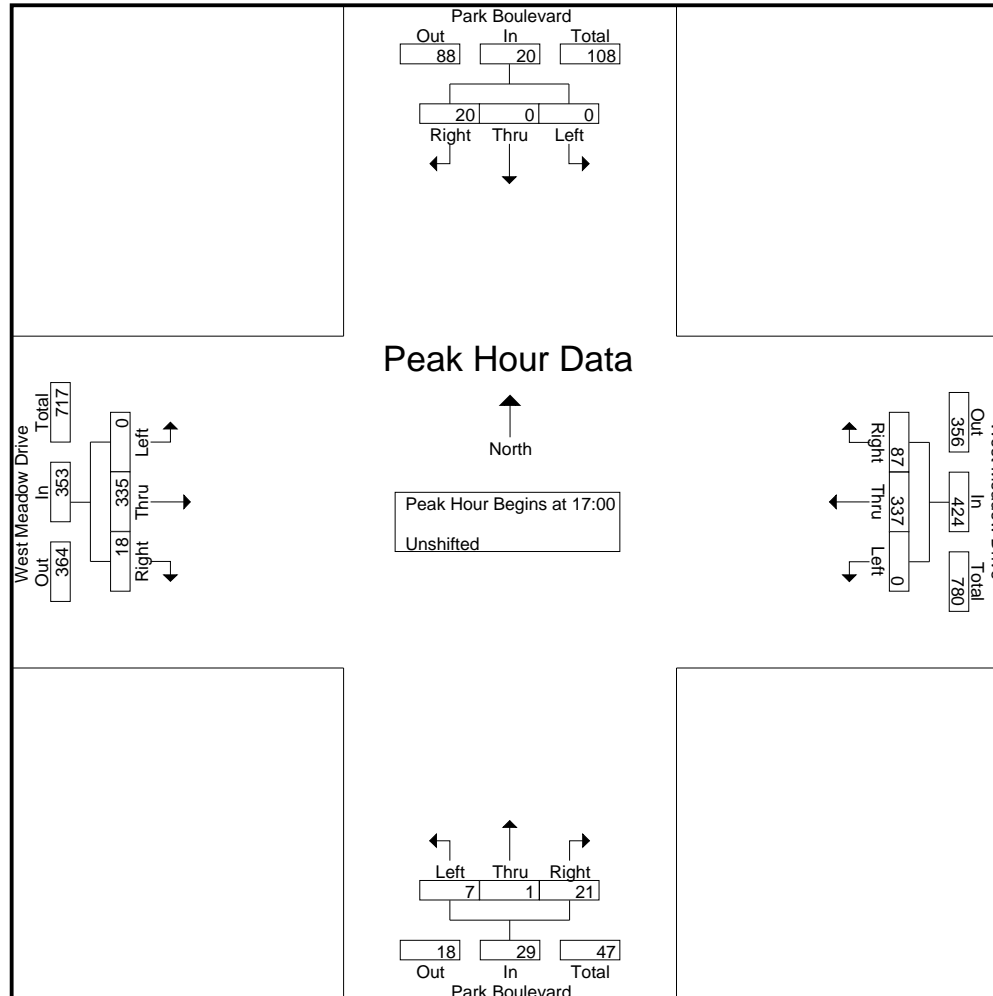 Park Boulevard
Out In Total
88 20 108
20 0 0
Right Thru Left
Peak Hour Data
North
Peak Hour Begins at 17:00
Unshifted
West Meadow Drive
Total In Out
717 353 364
0 335 18
Left Thru Right
Out In Total
356 424 780
87 337 0
Right Thru Left
Left Thru Right
7 1 21
18 29 47
Out In Total
Park Boulevard